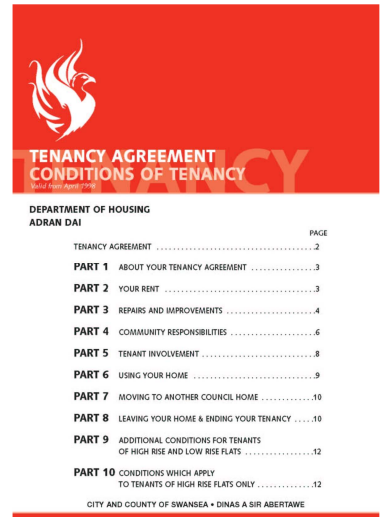 TENANCY
TENANCY AGREEMENT
CONDITIONS OF TENANCY
Valid from April 1998
DEPARTMENT OF HOUSING
ADRAN DAI
PAGE
TENANCY AGREEMENT ......................................2
PART 1 ABOUT YOUR TENANCY AGREEMENT ................3
PART 2 YOUR RENT ....................................3
PART 3 REPAIRS AND IMPROVEMENTS ......................4
PART 4 COMMUNITY RESPONSIBILITIES .....................6
PART 5 TENANT INVOLVEMENT ............................8
PART 6 USING YOUR HOME ...............................9
PART 7 MOVING TO ANOTHER COUNCIL HOME .............10
PART 8 LEAVING YOUR HOME & ENDING YOUR TENANCY .....10
PART 9 ADDITIONAL CONDITIONS FOR TENANTS
OF HIGH RISE AND LOW RISE FLATS ....................12
PART 10 CONDITIONS WHICH APPLY
TO TENANTS OF HIGH RISE FLATS ONLY ..............12
CITY AND COUNTY OF SWANSEA • DINAS A SIR ABERTAWE